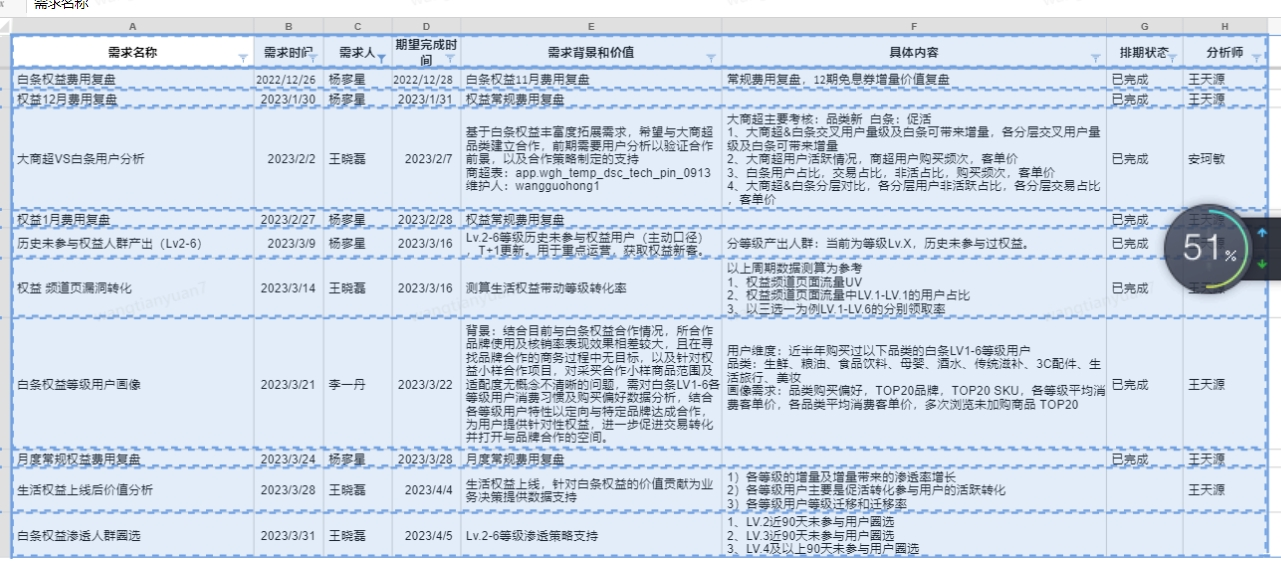 需求名称
A B C D E F G H
需求名称 需求时间 需求人 期望完成时间 需求背景和价值 具体内容 排期状态 分析师
白条权益费用复盘 2022/12/26 杨寥星 2022/12/28 白条权益11月费用复盘 常规费用复盘，12期免息券增量价值复盘 已完成 王天源
权益12月费用复盘 2023/1/30 杨寥星 2023/1/31 权益常规费用复盘 已完成 王天源
大商超VS白条用户分析 2023/2/2 王晓磊 2023/2/7
基于白条权益丰富度拓展需求，希望与大商超
品类建立合作，前期需要用户分析以验证合作
前景，以及合作策略制定的支持
商超表：app.wgh_temp_dsc_tech_pin_0913
维护人：wangguohong1
大商超主要考核：品类新 白条：促活
1、大商超&白条交叉用户量级及白条可带来增量，各分层交叉用户量
级及白条可带来增量
2、大商超用户活跃情况，商超用户购买频次，客单价
3、白条用户占比，交易占比，非活占比，购买频次，客单价
4、大商超&白条分层对比，各分层用户非活跃占比，各分层交易占比
，客单价
已完成 安珂敏
权益1月费用复盘 2023/2/27 杨寥星 2023/2/28 权益常规费用复盘 已完成
历史未参与权益人群产出（Lv2-6） 2023/3/9 杨寥星 2023/3/16
Lv.2-6等级历史未参与权益用户（主动口径）
，T+1更新。用于重点运营，获取权益新客。
分等级产出人群：当前为等级Lv.X，历史未参与过权益。 已完成
51%
权益 频道页漏洞转化 2023/3/14 王晓磊 2023/3/16 测算生活权益带动等级转化率
以上周期数据测算为参考
1、权益频道页面流量UV
2、权益频道页面流量中LV.1-LV.1的用户占比
3、以三选一为例LV.1-LV.6的分别领取率
已完成 王天源
白条权益等级用户画像 2023/3/21 李一丹 2023/3/22
背景：结合目前与白条权益合作情况，所合作
品牌使用及核销率表现效果相差较大，且在寻
找品牌合作的商务过程中无目标，以及针对权
益小样合作项目，对采买合作小样商品范围及
适配度无概念不清晰的问题，需对白条LV1-6各
等级用户消费习惯及购买偏好数据分析，结合
各等级用户特性以定向与特定品牌达成合作，
为用户提供针对性权益，进一步促进交易转化
并打开与品牌合作的空间。
用户维度：近半年购买过以下品类的白条LV1-6等级用户
品类：生鲜、粮油、食品饮料、母婴、酒水、传统滋补、3C配件、生
活旅行、美妆
画像需求：品类购买偏好，TOP20品牌，TOP20 SKU，各等级平均消
费客单价，各品类平均消费客单价，多次浏览未加购商品 TOP20
已完成 王天源
月度常规权益费用复盘 2023/3/24 杨寥星 2023/3/28 月度常规费用复盘 已完成 王天源
生活权益上线后价值分析 2023/3/28 王晓磊 2023/4/4
生活权益上线，针对白条权益的价值贡献为业
务决策提供数据支持
1）各等级的增量及增量带来的渗透率增长
2）各等级用户主要是促活转化参与用户的活跃转化
3）各等级用户等级迁移和迁移率
王天源
白条权益渗透人群圈选 2023/3/31 王晓磊 2023/4/5 Lv.2-6等级渗透策略支持
1、LV.2近90天未参与用户圈选
2、LV.3近90天未参与用户圈选
3、LV.4及以上90天未参与用户圈选